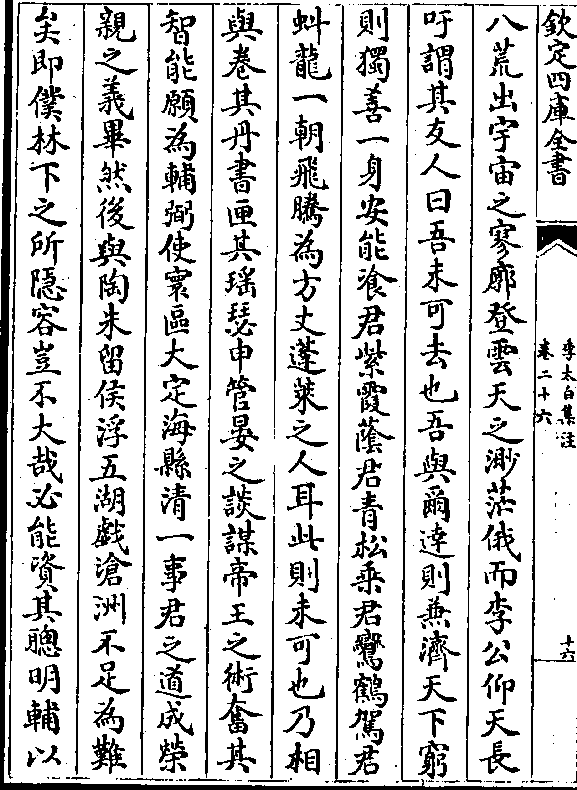 欽定四庫全書
李太白集注
卷二十六
十六
八荒出宇宙之寥廓登雲天之渺茫俄而李公仰天長
吁謂其友人曰吾未可去也吾與爾達則兼濟天下窮
則獨善一身安能湌君紫霞蔭君青松乘君鸞鶴駕君
虯龍一朝飛騰為方丈蓬萊之人耳此則未可也乃相
與卷其丹書匣其瑶瑟申管晏之談謀帝王之術奮其
智能願為輔弼使寰區大定海縣清一事君之道成榮
親之義畢然後與陶朱留侯浮五湖戲滄洲不足為難
矣即僕林下之所隱容豈不大哉必能資其聰明輔以